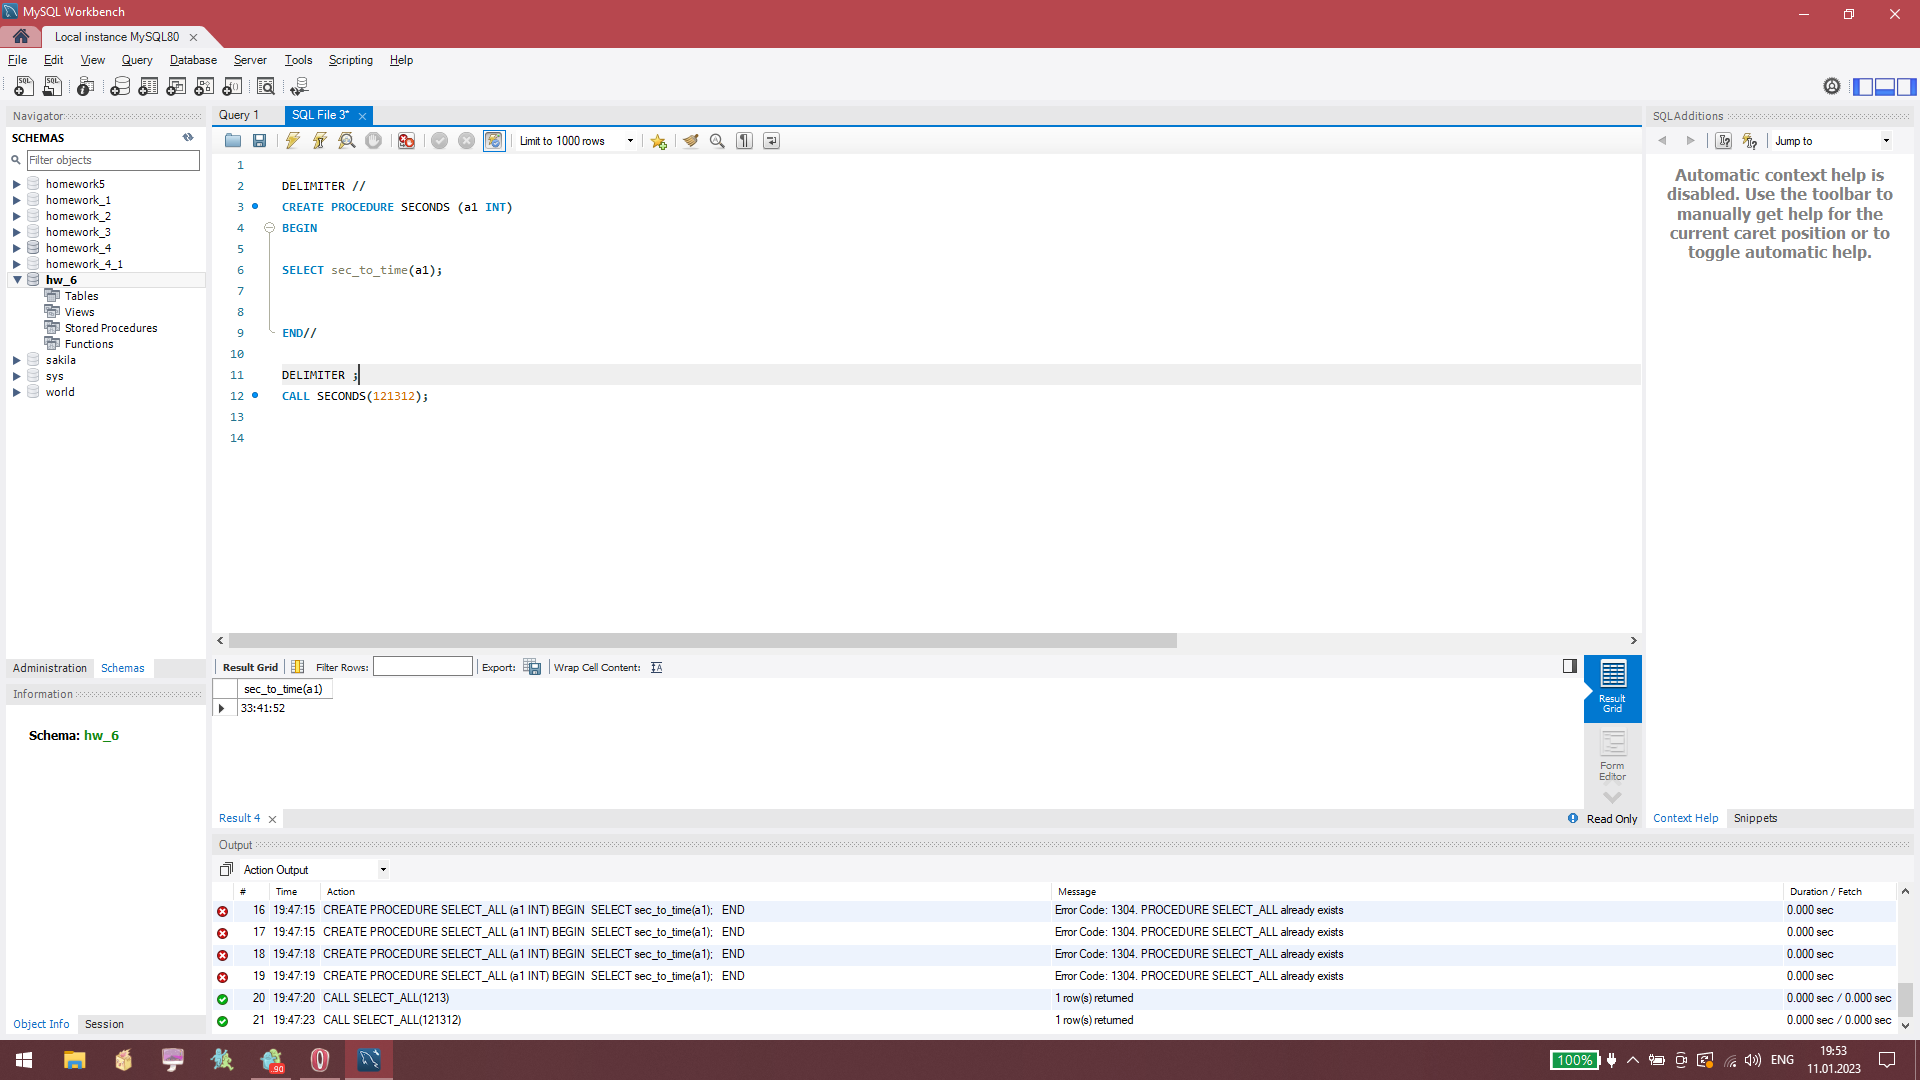 MySQL Workbench
Local instance MySQL80
File Edit View Query Database Server Tools Scripting Help
Navigator
SCHEMAS
Filter objects
homework5
homework_1
homework_2
homework_3
homework_4
homework_4_1
hw_6
Tables
Views
Stored Procedures
Functions
sakila
sys
world
Administration Schemas
Information
Schema: hw_6
Object Info Session
Query 1 SQL File 3*
Limit to 1000 rows
1
2 DELIMITER //
3 CREATE PROCEDURE SECONDS (a1 INT)
4 BEGIN
5
6 SELECT sec_to_time(a1);
7
8
9 END//
10
11 DELIMITER ;
12 CALL SECONDS(121312);
13
14
Result Grid Filter Rows: Export: Wrap Cell Content:
sec_to_time(a1)
33:41:52
Result Grid
Form Editor
Result 4 Read Only
SQLAdditions
Jump to
Automatic context help is
disabled. Use the toolbar to
manually get help for the
current caret position or to
toggle automatic help.
Context Help Snippets
Output
Action Output
# Time Action Message Duration / Fetch
16 19:47:15 CREATE PROCEDURE SELECT_ALL (a1 INT) BEGIN SELECT sec_to_time(a1); END Error Code: 1304. PROCEDURE SELECT_ALL already exists 0.000 sec
17 19:47:15 CREATE PROCEDURE SELECT_ALL (a1 INT) BEGIN SELECT sec_to_time(a1); END Error Code: 1304. PROCEDURE SELECT_ALL already exists 0.000 sec
18 19:47:18 CREATE PROCEDURE SELECT_ALL (a1 INT) BEGIN SELECT sec_to_time(a1); END Error Code: 1304. PROCEDURE SELECT_ALL already exists 0.000 sec
19 19:47:19 CREATE PROCEDURE SELECT_ALL (a1 INT) BEGIN SELECT sec_to_time(a1); END Error Code: 1304. PROCEDURE SELECT_ALL already exists 0.000 sec
20 19:47:20 CALL SELECT_ALL(1213) 1 row(s) returned 0.000 sec / 0.000 sec
21 19:47:23 CALL SELECT_ALL(121312) 1 row(s) returned 0.000 sec / 0.000 sec
.90
100% ENG 19:53
11.01.2023